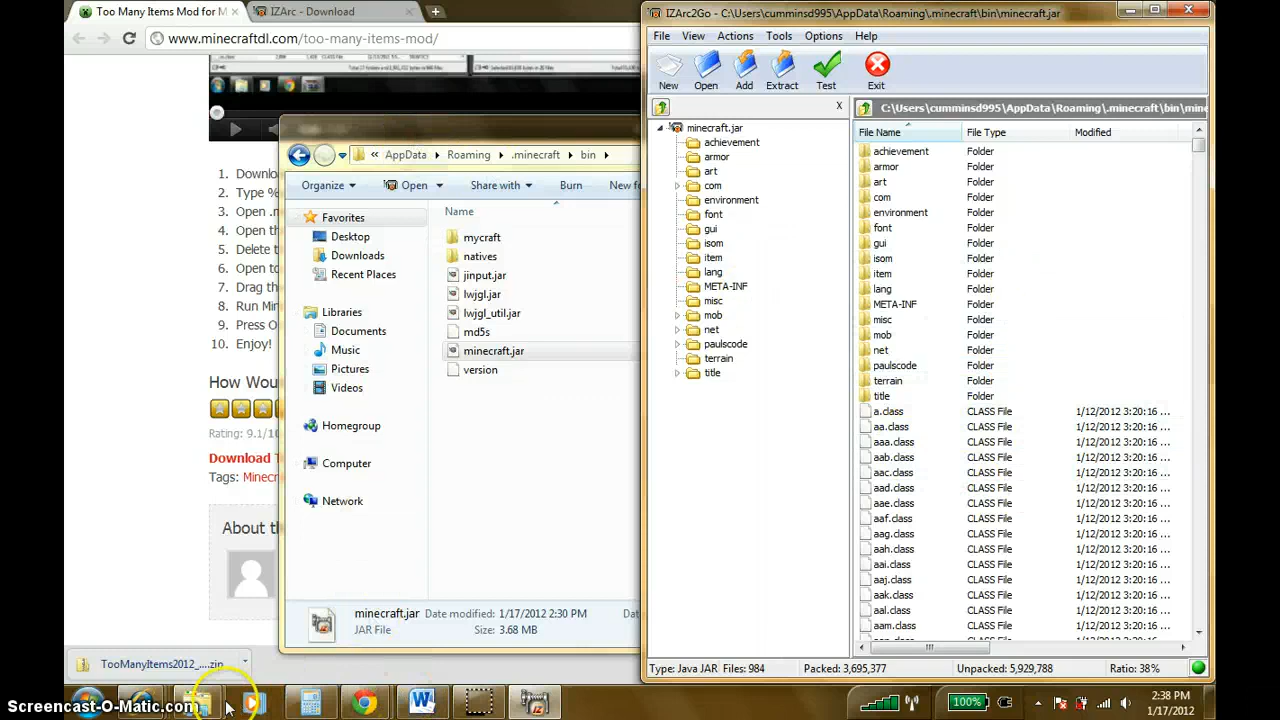 Too Many Items Mod for M
IZArc - Download
www.minecraftdl.com/too-many-items-mod/
1. Downloa
2. Type %
3. Open .m
4. Open th
5. Delete t
6. Open to
7. Drag th
8. Run Min
9. Press O
10. Enjoy!
How Wou
Rating: 9.1/10
Download T
Tags: Minecr
About th
TooManyItems2012_....zip
AppData
Roaming
.minecraft
bin
Organize
Open
Share with
Burn
New fo
Favorites
Desktop
Downloads
Recent Places
Libraries
Documents
Music
Pictures
Videos
Homegroup
Computer
Network
Name
mycraft
natives
jinput.jar
lwjgl.jar
lwjgl_util.jar
md5s
minecraft.jar
version
minecraft.jar Date modified: 1/17/2012 2:30 PM Da
JAR File Size: 3.68 MB
IZArc2Go - C:\Users\cumminsd995\AppData\Roaming\.minecraft\bin\minecraft.jar
File View Actions Tools Options Help
New Open Add Extract Test Exit
X
C:\Users\cumminsd995\AppData\Roaming\.minecraft\bin\mine
minecraft.jar
achievement
armor
art
com
environment
font
gui
isom
item
lang
META-INF
misc
mob
net
paulscode
terrain
title
File Name File Type Modified
achievement Folder
armor Folder
art Folder
com Folder
environment Folder
font Folder
gui Folder
isom Folder
item Folder
lang Folder
META-INF Folder
misc Folder
mob Folder
net Folder
paulscode Folder
terrain Folder
title Folder
a.class CLASS File 1/12/2012 3:20:16 ...
aa.class CLASS File 1/12/2012 3:20:16 ...
aaa.class CLASS File 1/12/2012 3:20:16 ...
aab.class CLASS File 1/12/2012 3:20:16 ...
aac.class CLASS File 1/12/2012 3:20:16 ...
aad.class CLASS File 1/12/2012 3:20:16 ...
aae.class CLASS File 1/12/2012 3:20:16 ...
aaf.class CLASS File 1/12/2012 3:20:16 ...
aag.class CLASS File 1/12/2012 3:20:16 ...
aah.class CLASS File 1/12/2012 3:20:16 ...
aai.class CLASS File 1/12/2012 3:20:16 ...
aaj.class CLASS File 1/12/2012 3:20:16 ...
aak.class CLASS File 1/12/2012 3:20:16 ...
aal.class CLASS File 1/12/2012 3:20:16 ...
aam.class CLASS File 1/12/2012 3:20:16 ...
Type: Java JAR Files: 984 Packed: 3,695,377 Unpacked: 5,929,788 Ratio: 38%
Screencast-O-Matic.com
100%
2:38 PM
1/17/2012